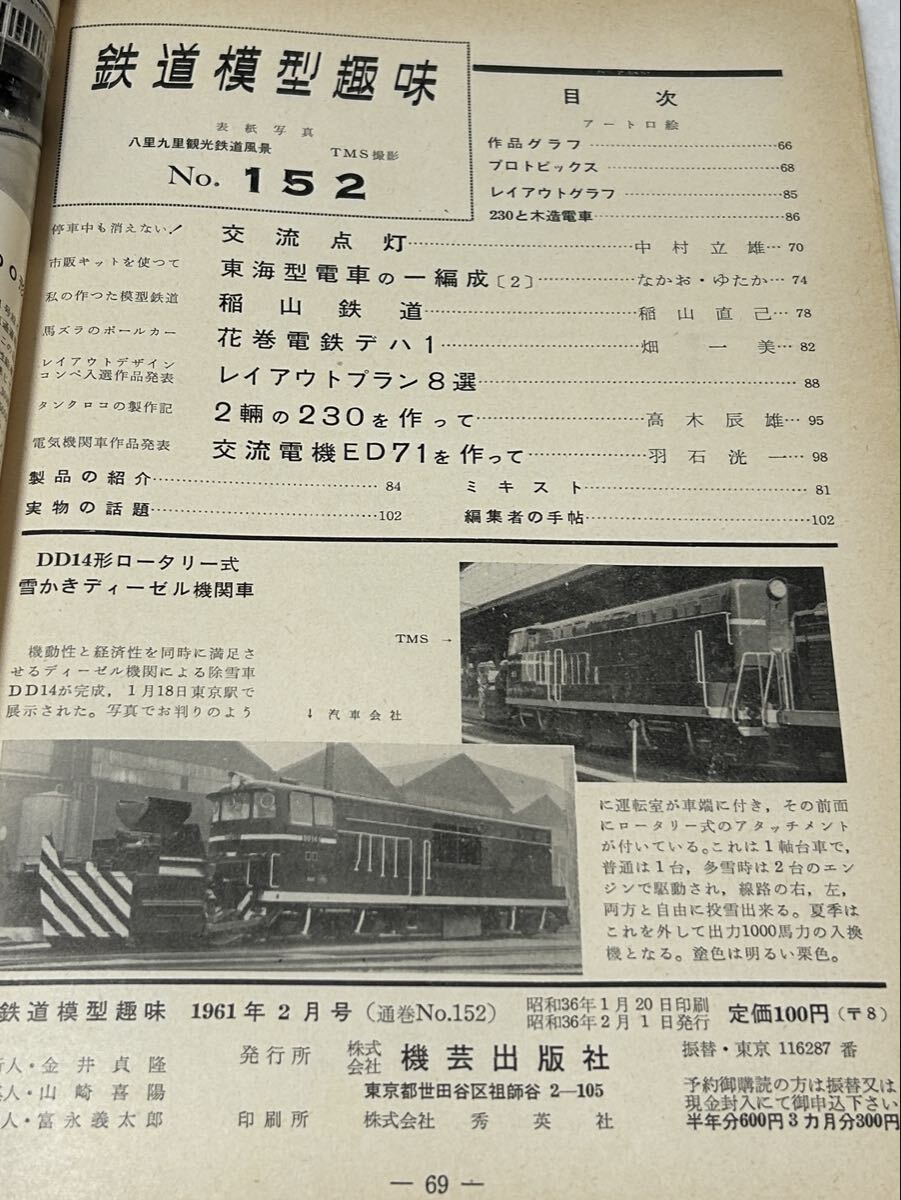 鉄道模型趣味
表紙写真
八里九里観光鉄道風景 TMS撮影
No. 152
目次
アート口絵
作品グラフ 66
プロトピックス 68
レイアウトグラフ 85
230と木造電車 86
停車中も消えない! 交流点灯 中村立雄 70
市販キットを使つて 東海型電車の一編成〔2〕 なかお・ゆたか 74
私の作つた模型鉄道 稲山鉄道 稲山直己 78
馬ズラのポールカー 花巻電鉄デハ1 畑一美 82
レイアウトデザイン
コンペ入選作品発表 レイアウトプラン8選 88
タンクロコの製作記 2輛の230を作って 高木辰雄 95
電気機関車作品発表 交流電機ED71を作って 羽石洸一 98
製品の紹介 84
ミキスト 81
実物の話題 102
編集者の手帖 102
DD14形ロータリー式
雪かきディーゼル機関車
機動性と経済性を同時に満足さ
せるディーゼル機関による除雪車
DD14が完成,1月18日東京駅で
展示された。写真でお判りのよう
TMS →
↓ 汽車会社
に運転室が車端に付き,その前面
にロータリー式のアタッチメント
が付いている。これは1軸台車で,
普通は1台,多雪時は2台のエン
ジンで駆動され,線路の右,左,
両方と自由に投雪出来る。夏季は
これを外して出力1000馬力の入換
機となる。塗色は明るい栗色。
鉄道模型趣味 1961年2月号(通巻No.152) 昭和36年1月20日印刷
昭和36年2月1日発行 定価100円(〒8)
行人・金井貞隆
人・山崎喜陽
人・富永義太郎
発行所 株式会社 機芸出版社
東京都世田谷区祖師谷 2—105
印刷所 株式会社 秀英社
振替・東京 116287 番
予約御購読の方は振替又は
現金封入にて御申込下さい
半年分600円3カ月分300円
— 69 —